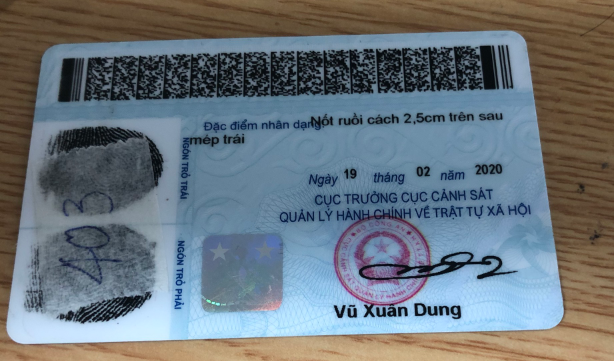 Đặc điểm nhân dạng: Nốt ruồi cách 2,5cm trên sau
mép trái
NGÓN TRỎ TRÁI
Ngày 19 tháng 02 năm 2020
CỤC TRƯỞNG CỤC CẢNH SÁT
QUẢN LÝ HÀNH CHÍNH VỀ TRẬT TỰ XÃ HỘI
NGÓN TRỎ PHẢI
403
Vũ Xuân Dung